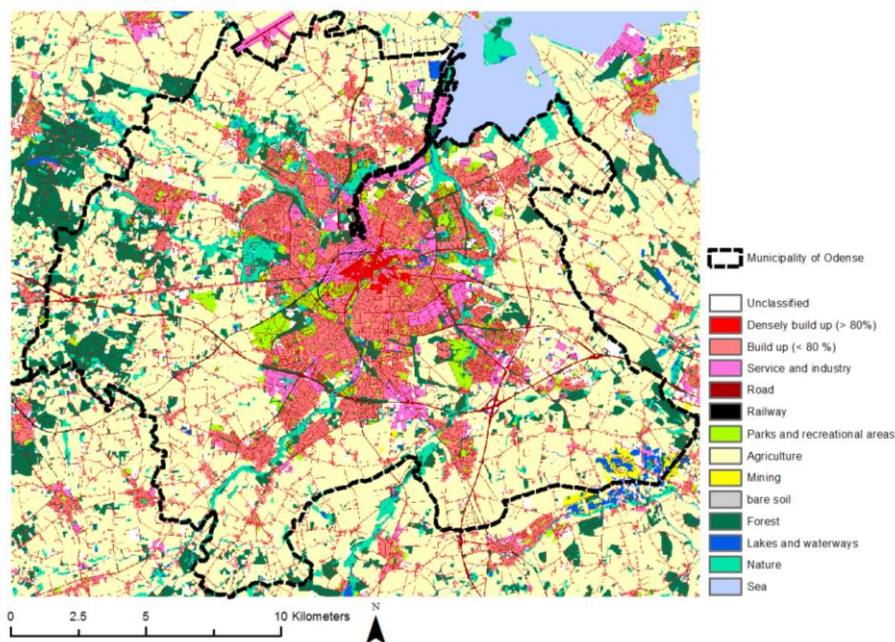 Municipality of Odense
Unclassified
Densely build up (> 80%)
Build up (< 80 %)
Service and industry
Road
Railway
Parks and recreational areas
Agriculture
Mining
bare soil
Forest
Lakes and waterways
Nature
Sea
0 2.5 5 10 Kilometers
N